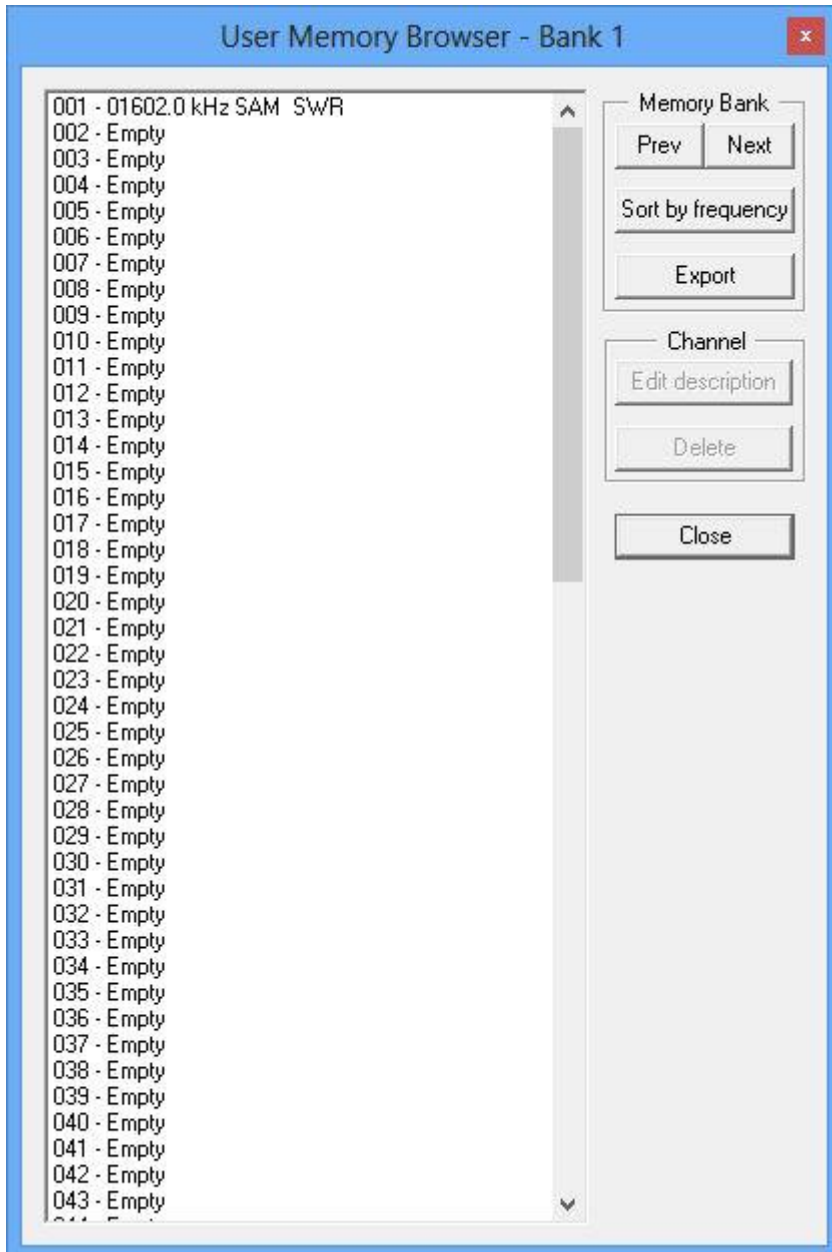 User Memory Browser - Bank 1
x
001 - 01602.0 kHz SAM  SWR
002 - Empty
003 - Empty
004 - Empty
005 - Empty
006 - Empty
007 - Empty
008 - Empty
009 - Empty
010 - Empty
011 - Empty
012 - Empty
013 - Empty
014 - Empty
015 - Empty
016 - Empty
017 - Empty
018 - Empty
019 - Empty
020 - Empty
021 - Empty
022 - Empty
023 - Empty
024 - Empty
025 - Empty
026 - Empty
027 - Empty
028 - Empty
029 - Empty
030 - Empty
031 - Empty
032 - Empty
033 - Empty
034 - Empty
035 - Empty
036 - Empty
037 - Empty
038 - Empty
039 - Empty
040 - Empty
041 - Empty
042 - Empty
043 - Empty
Memory Bank
Prev Next
Sort by frequency
Export
Channel
Edit description
Delete
Close